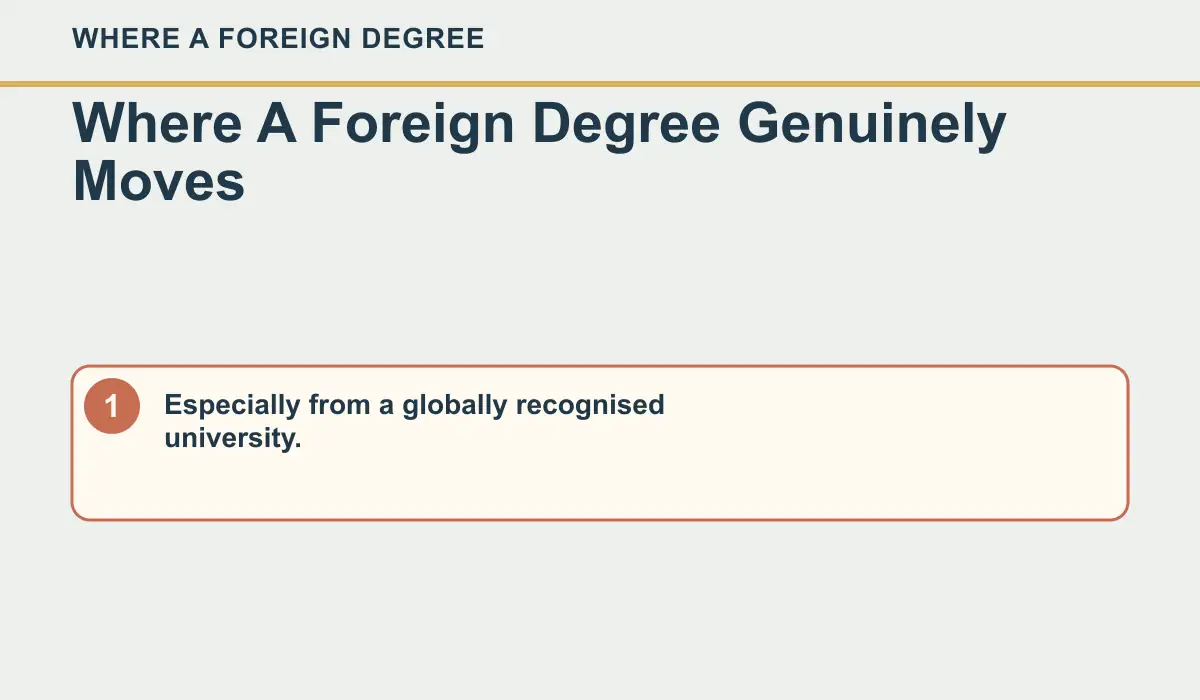 WHERE A FOREIGN DEGREE
Where A Foreign Degree Genuinely
Moves
1
Especially from a globally recognised
university.